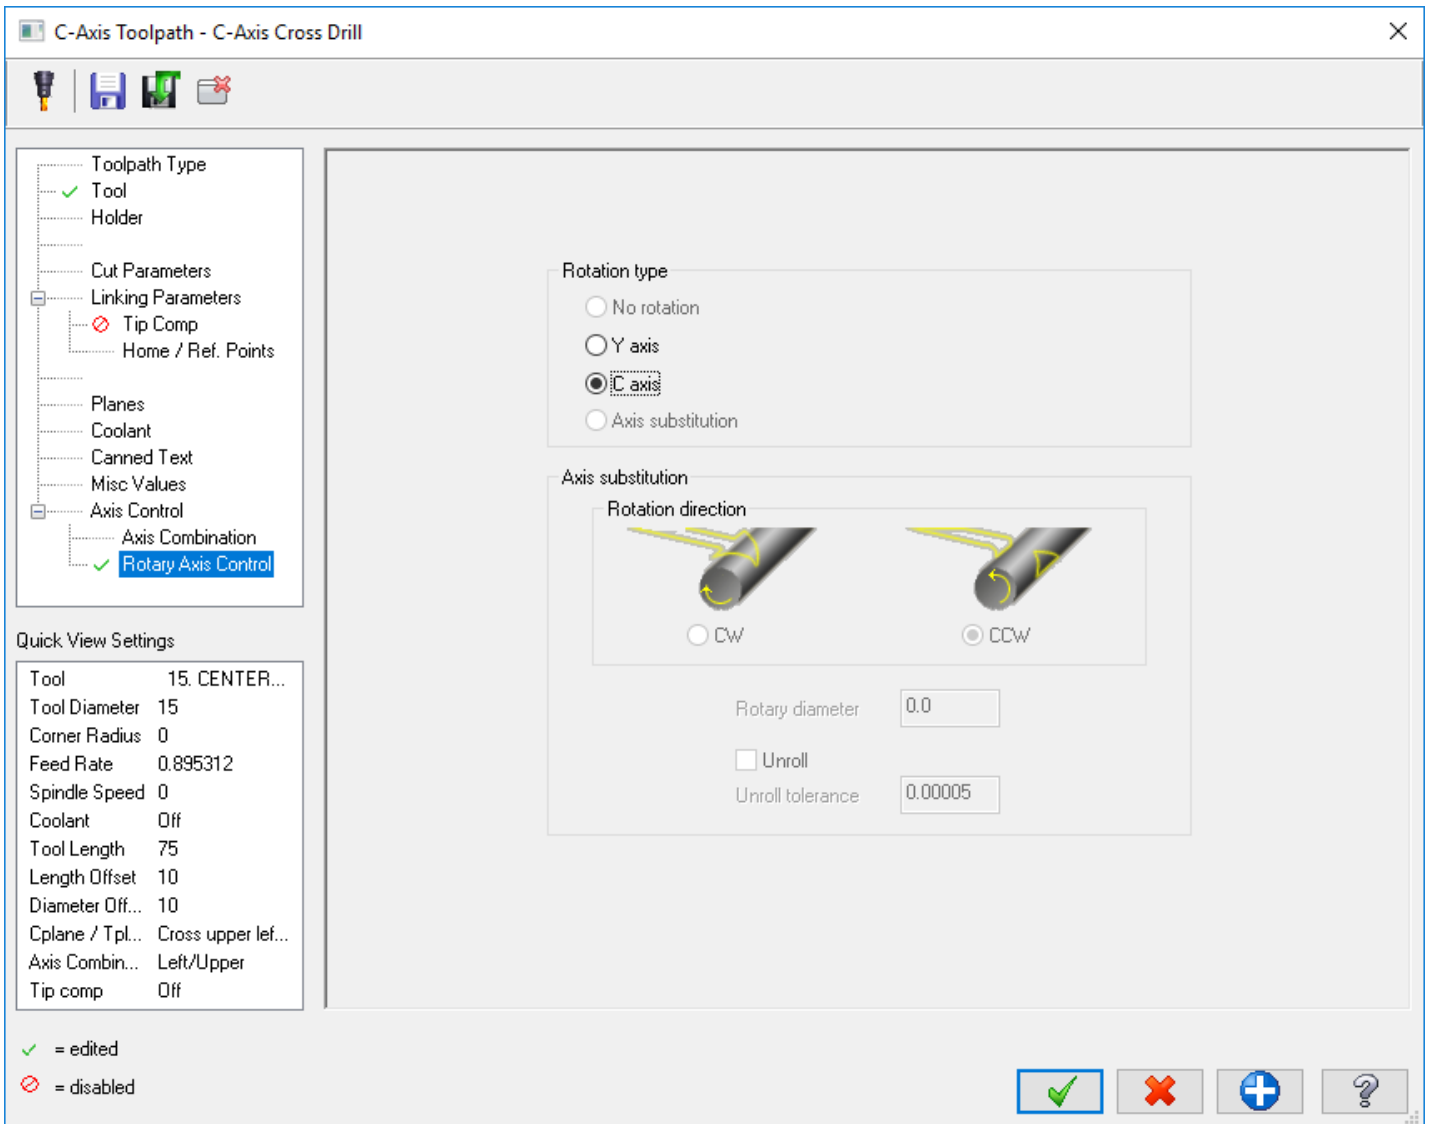 C-Axis Toolpath - C-Axis Cross Drill
Toolpath Type
Tool
Holder
Cut Parameters
Linking Parameters
Tip Comp
Home / Ref. Points
Planes
Coolant
Canned Text
Misc Values
Axis Control
Axis Combination
Rotary Axis Control
Quick View Settings
Tool 15. CENTER...
Tool Diameter 15
Corner Radius 0
Feed Rate 0.895312
Spindle Speed 0
Coolant Off
Tool Length 75
Length Offset 10
Diameter Off... 10
Cplane / Tpl... Cross upper lef...
Axis Combin... Left/Upper
Tip comp Off
= edited
= disabled
Rotation type
No rotation
Y axis
C axis
Axis substitution
Axis substitution
Rotation direction
CW CCW
Rotary diameter 0.0
Unroll
Unroll tolerance 0.00005